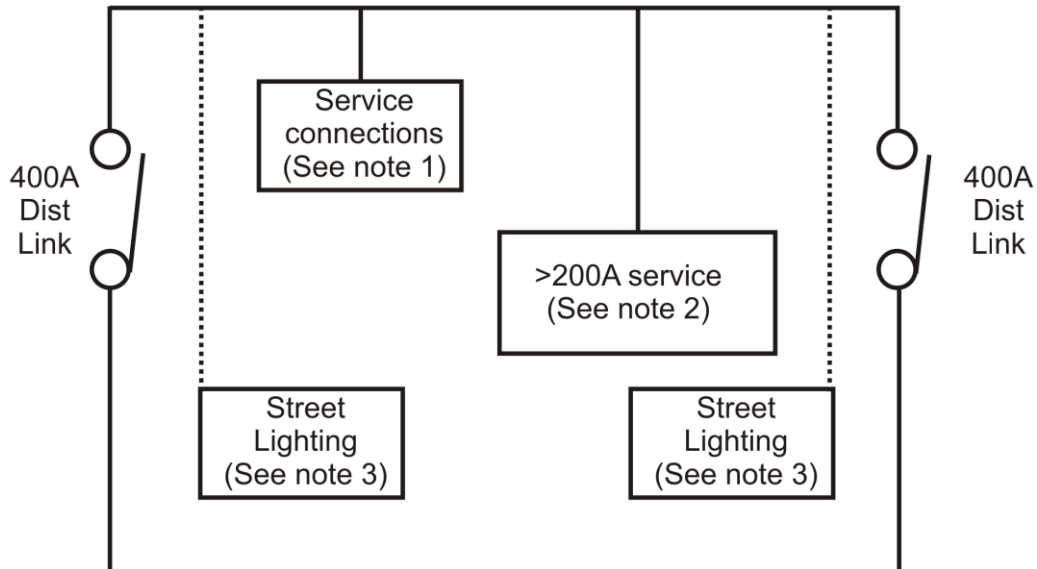 Service
connections
(See note 1)
400A
Dist
Link
400A
Dist
Link
>200A service
(See note 2)
Street
Lighting
(See note 3)
Street
Lighting
(See note 3)